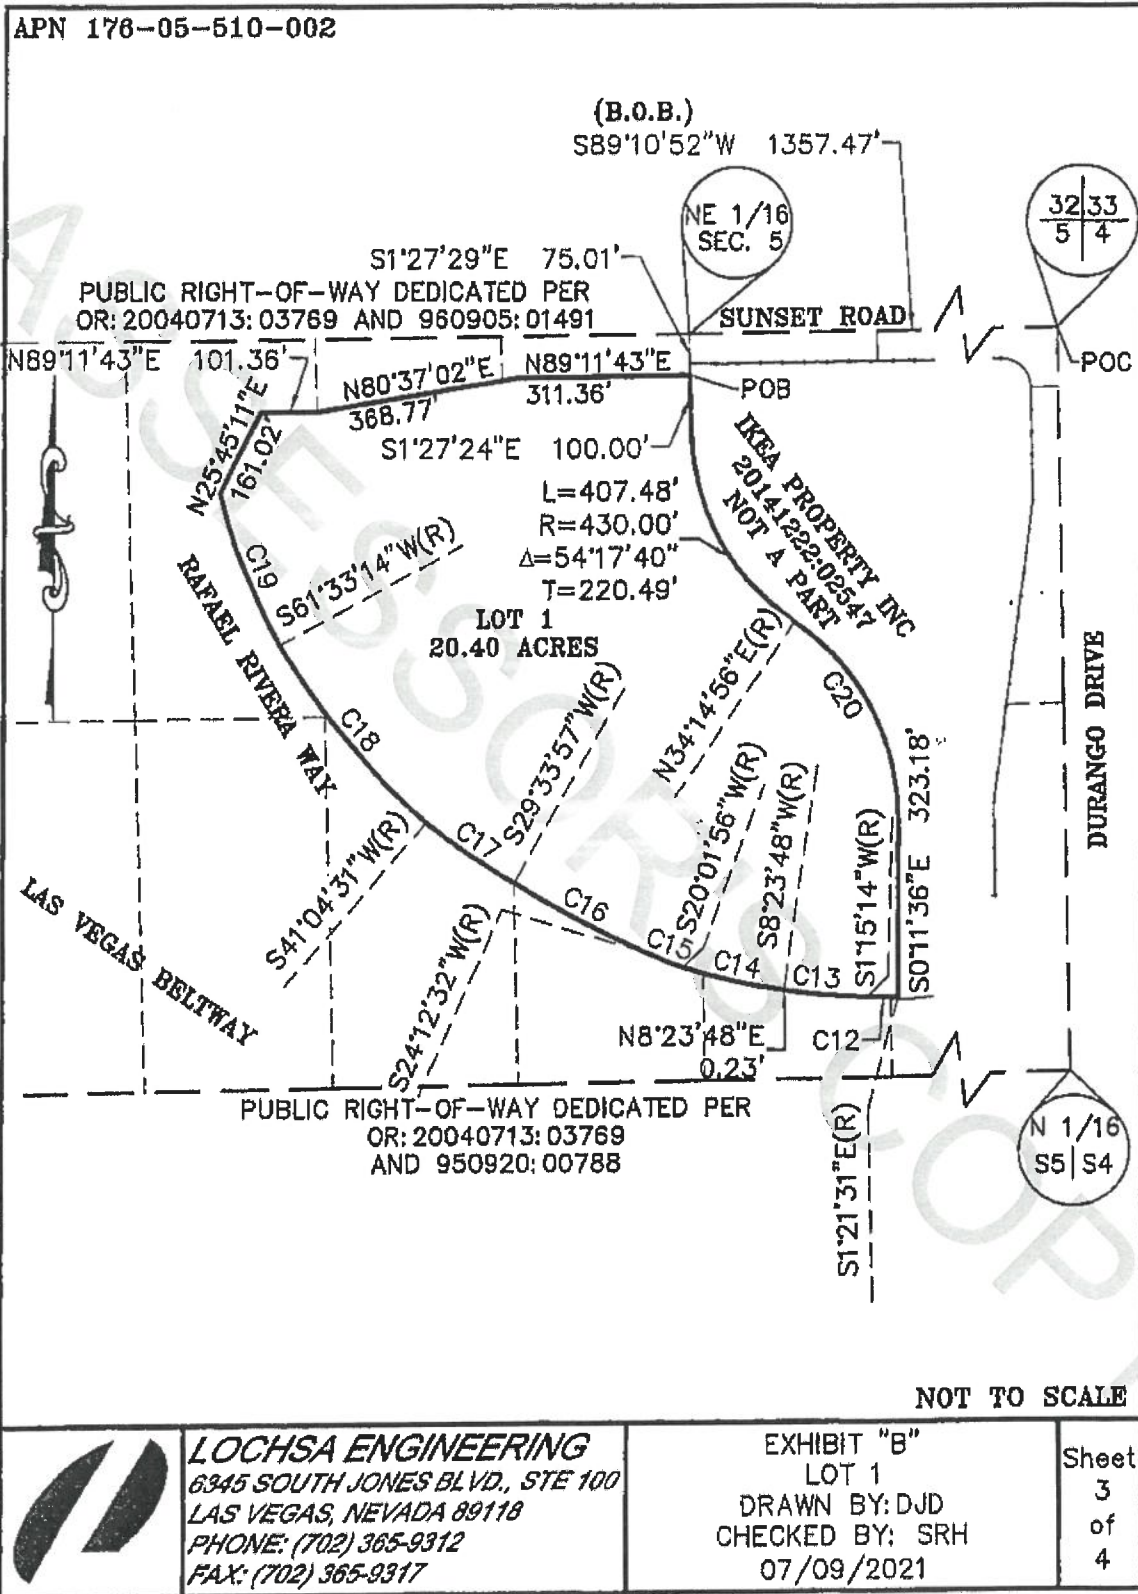 APN 176-05-510-002
(B.O.B.)
S89°10'52"W 1357.47'
NE 1/16
SEC. 5
32 33
5 4
S1°27'29"E 75.01'
PUBLIC RIGHT-OF-WAY DEDICATED PER
OR: 20040713: 03769 AND 960905: 01491
SUNSET ROAD
N89°11'43"E 101.36'
POC
N80°37'02"E
368.77'
N89°11'43"E
311.36'
POB
S1°27'24"E 100.00'
N25°45'11"E
161.02'
L=407.48'
R=430.00'
Δ=54°17'40"
T=220.49'
IKEA PROPERTY INC
20141222:02547
NOT A PART
C19
S61°33'14"W(R)
RAFAEL RIVERA WAY
LOT 1
20.40 ACRES
N34°14'56"E(R)
C20
DURANGO DRIVE
C18
S29°33'57"W(R)
S20°01'56"W(R)
S8°23'48"W(R)
S1°15'14"W(R)
S0°11'36"E 323.18'
C17
S41°04'31"W(R)
C16
C15
C14
C13
LAS VEGAS BELTWAY
S24°12'32"W(R)
N8°23'48"E
0.23'
C12
PUBLIC RIGHT-OF-WAY DEDICATED PER
OR: 20040713: 03769
AND 950920: 00788
S1°21'31"E(R)
N 1/16
S5 S4
ASSESSORS COPY
NOT TO SCALE
LOCHSA ENGINEERING
6345 SOUTH JONES BLVD., STE 100
LAS VEGAS, NEVADA 89118
PHONE: (702) 365-9312
FAX: (702) 365-9317
EXHIBIT "B"
LOT 1
DRAWN BY: DJD
CHECKED BY: SRH
07/09/2021
Sheet
3
of
4